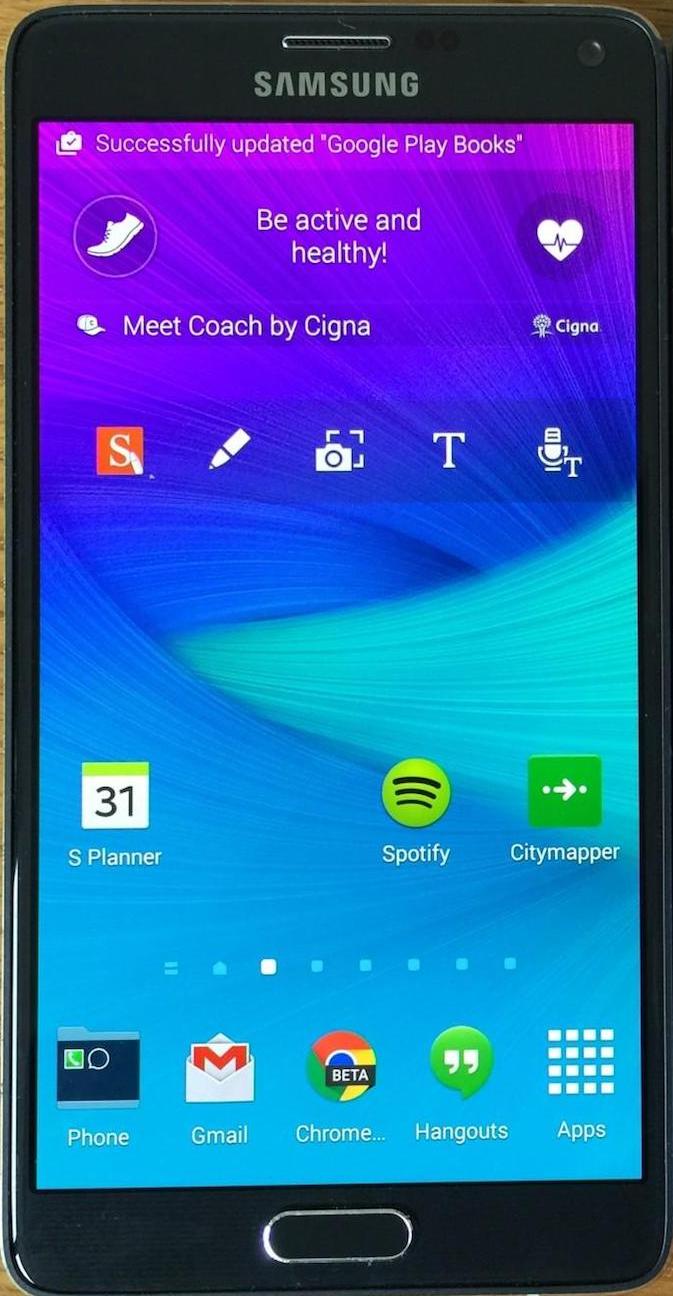 SAMSUNG
Successfully updated "Google Play Books"
Be active and
healthy!
Meet Coach by Cigna
Cigna
S
T
T
31
S Planner
Spotify
Citymapper
BETA
Phone
Gmail
Chrome...
Hangouts
Apps